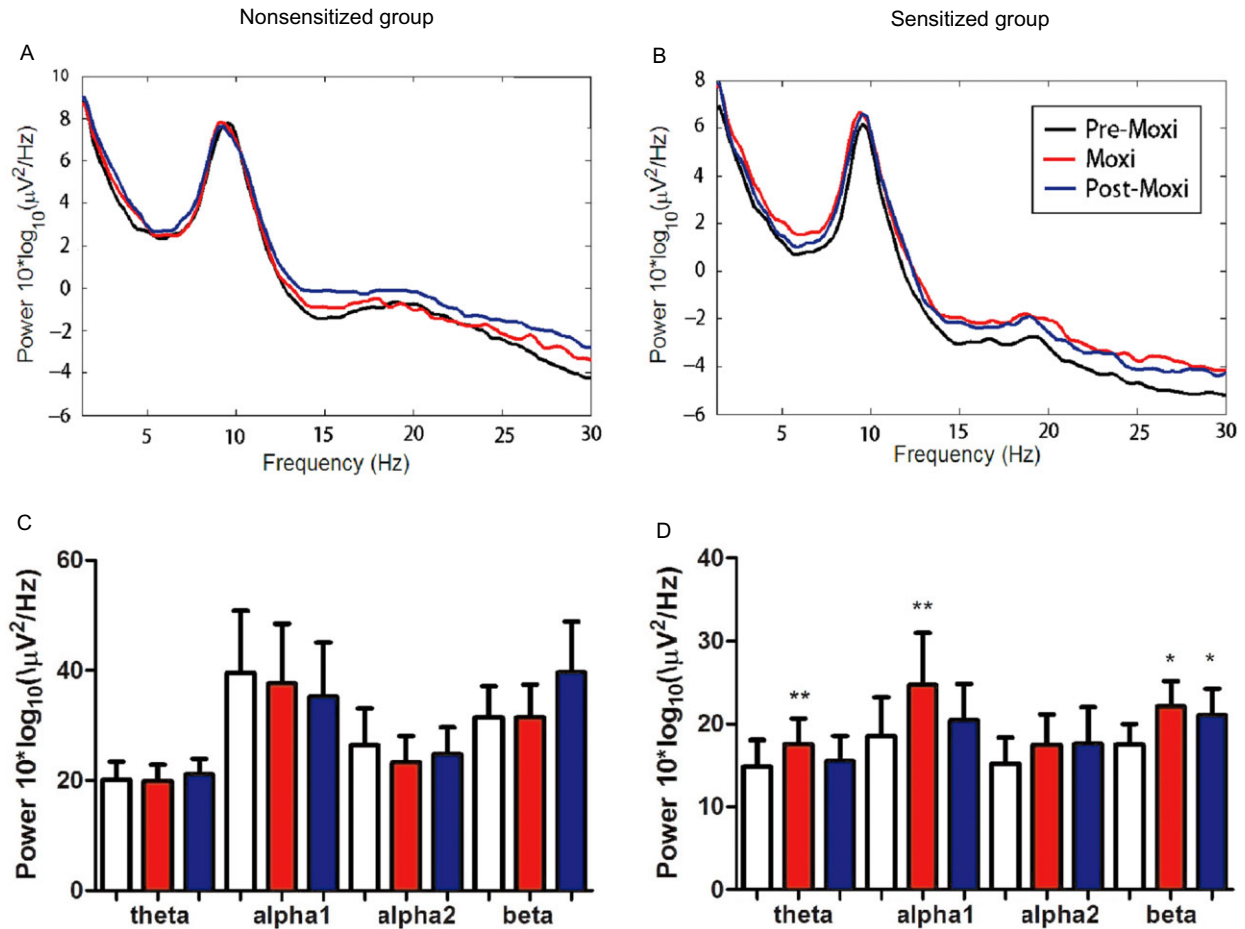 Nonsensitized group
Sensitized group
A
10
8
6
4
2
0
–2
–4
–6
Power 10*log10(μV2/Hz)
5
10
15
20
25
30
Frequency (Hz)
B
8
6
4
2
0
–2
–4
–6
Power 10*log10(μV2/Hz)
5
10
15
20
25
30
Frequency (Hz)
Pre-Moxi
Moxi
Post-Moxi
C
60
40
20
0
Power 10*log10(\μV2/Hz)
theta
alpha1
alpha2
beta
D
40
30
20
10
0
Power 10*log10(\μV2/Hz)
**
**
*
*
theta
alpha1
alpha2
beta